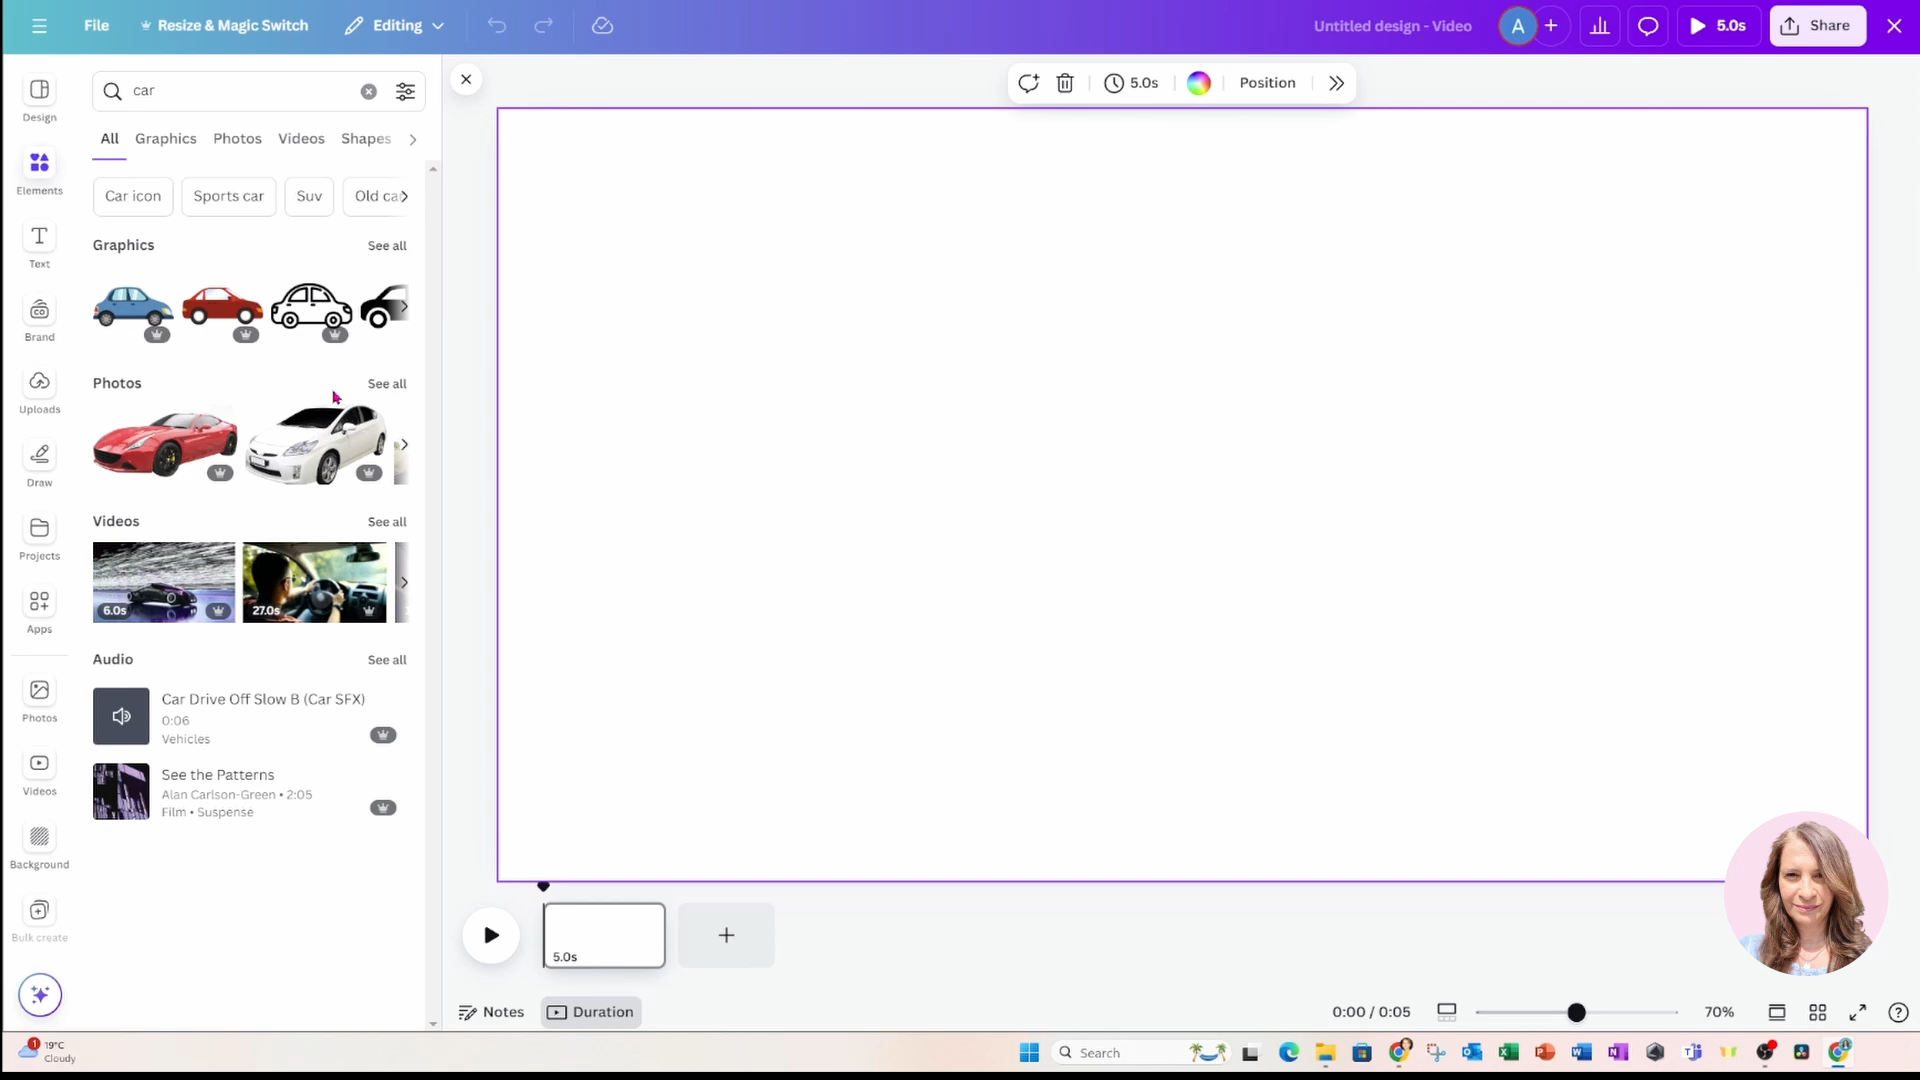 File
Resize & Magic Switch
Editing
Untitled design - Video
A
5.0s
Share
Design
Elements
Text
Brand
Uploads
Draw
Projects
Apps
Photos
Videos
Background
Bulk create
car
All
Graphics
Photos
Videos
Shapes
Car icon
Sports car
Suv
Old car
Graphics
See all
Photos
See all
Videos
See all
6.0s
27.0s
Audio
See all
Car Drive Off Slow B (Car SFX)
0:06
Vehicles
See the Patterns
Alan Carlson-Green • 2:05
Film • Suspense
5.0s
Position
5.0s
Notes
Duration
0:00 / 0:05
70%
1
19°C
Cloudy
Search